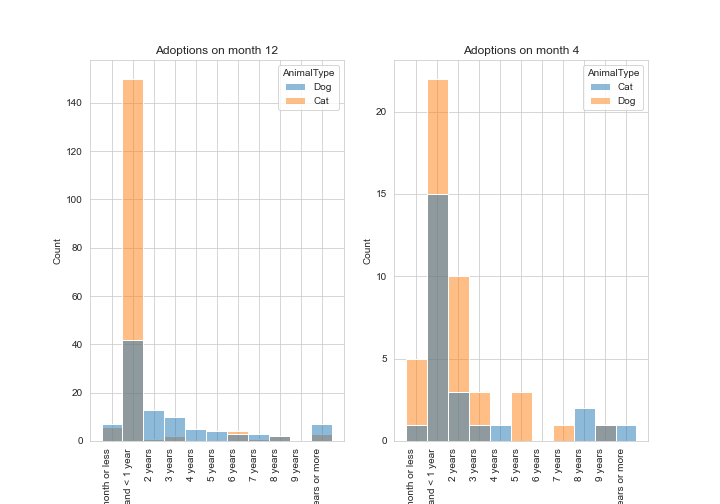 Adoptions on month 12
AnimalType
Dog
Cat
140
120
100
80
60
40
20
0
Count
month or less
and < 1 year
2 years
3 years
4 years
5 years
6 years
7 years
8 years
9 years
ears or more
Adoptions on month 4
AnimalType
Cat
Dog
20
15
10
5
0
Count
month or less
and < 1 year
2 years
3 years
4 years
5 years
6 years
7 years
8 years
9 years
ears or more